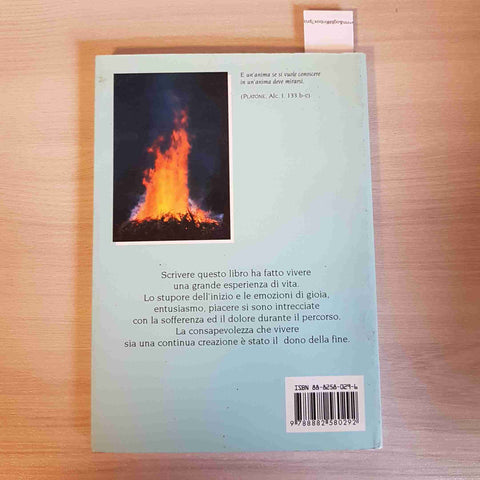 E un'anima se si vuole conoscere
in un'anima deve mirarsi.
(PLATONE, Alc. I, 133 b-c)
Scrivere questo libro ha fatto vivere
una grande esperienza di vita.
Lo stupore dell'inizio e le emozioni di gioia,
entusiasmo, piacere si sono intrecciate
con la sofferenza ed il dolore durante il percorso.
La consapevolezza che vivere
sia una continua creazione è stato il dono della fine.
ISBN 88-8258-029-6
9 788882 580292